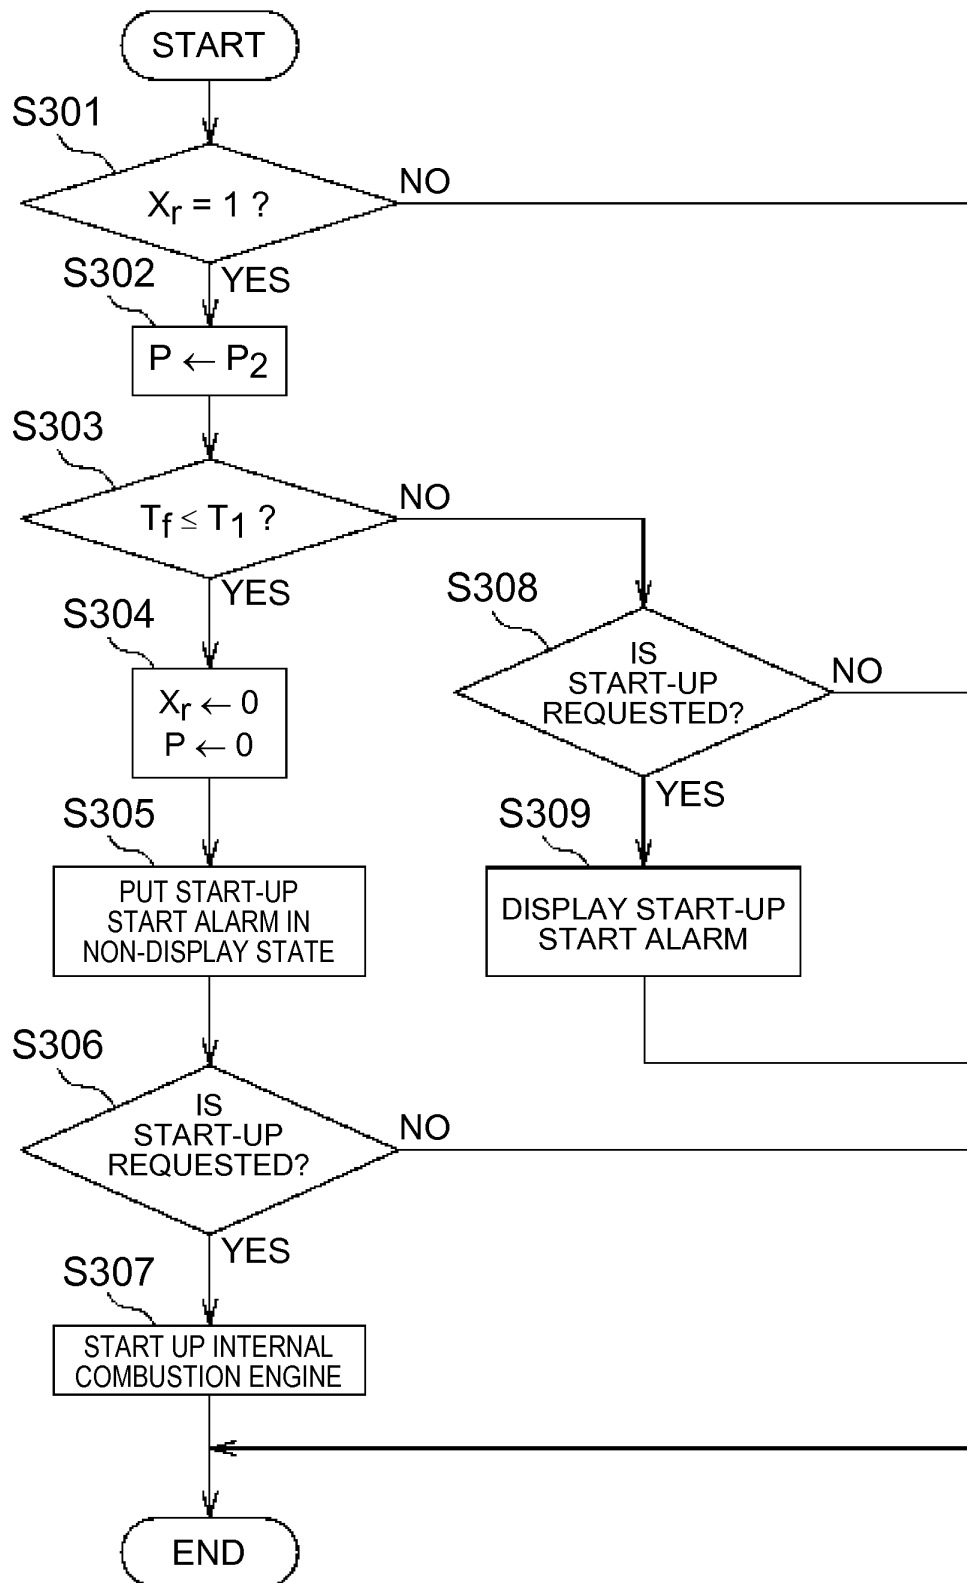 START
S301
Xr = 1 ?
NO
YES
S302
P ← P2
S303
Tf ≤ T1 ?
NO
YES
S304
Xr ← 0
P ← 0
S308
IS
START-UP
REQUESTED?
NO
YES
S305
PUT START-UP
START ALARM IN
NON-DISPLAY STATE
S309
DISPLAY START-UP
START ALARM
S306
IS
START-UP
REQUESTED?
NO
YES
S307
START UP INTERNAL
COMBUSTION ENGINE
END